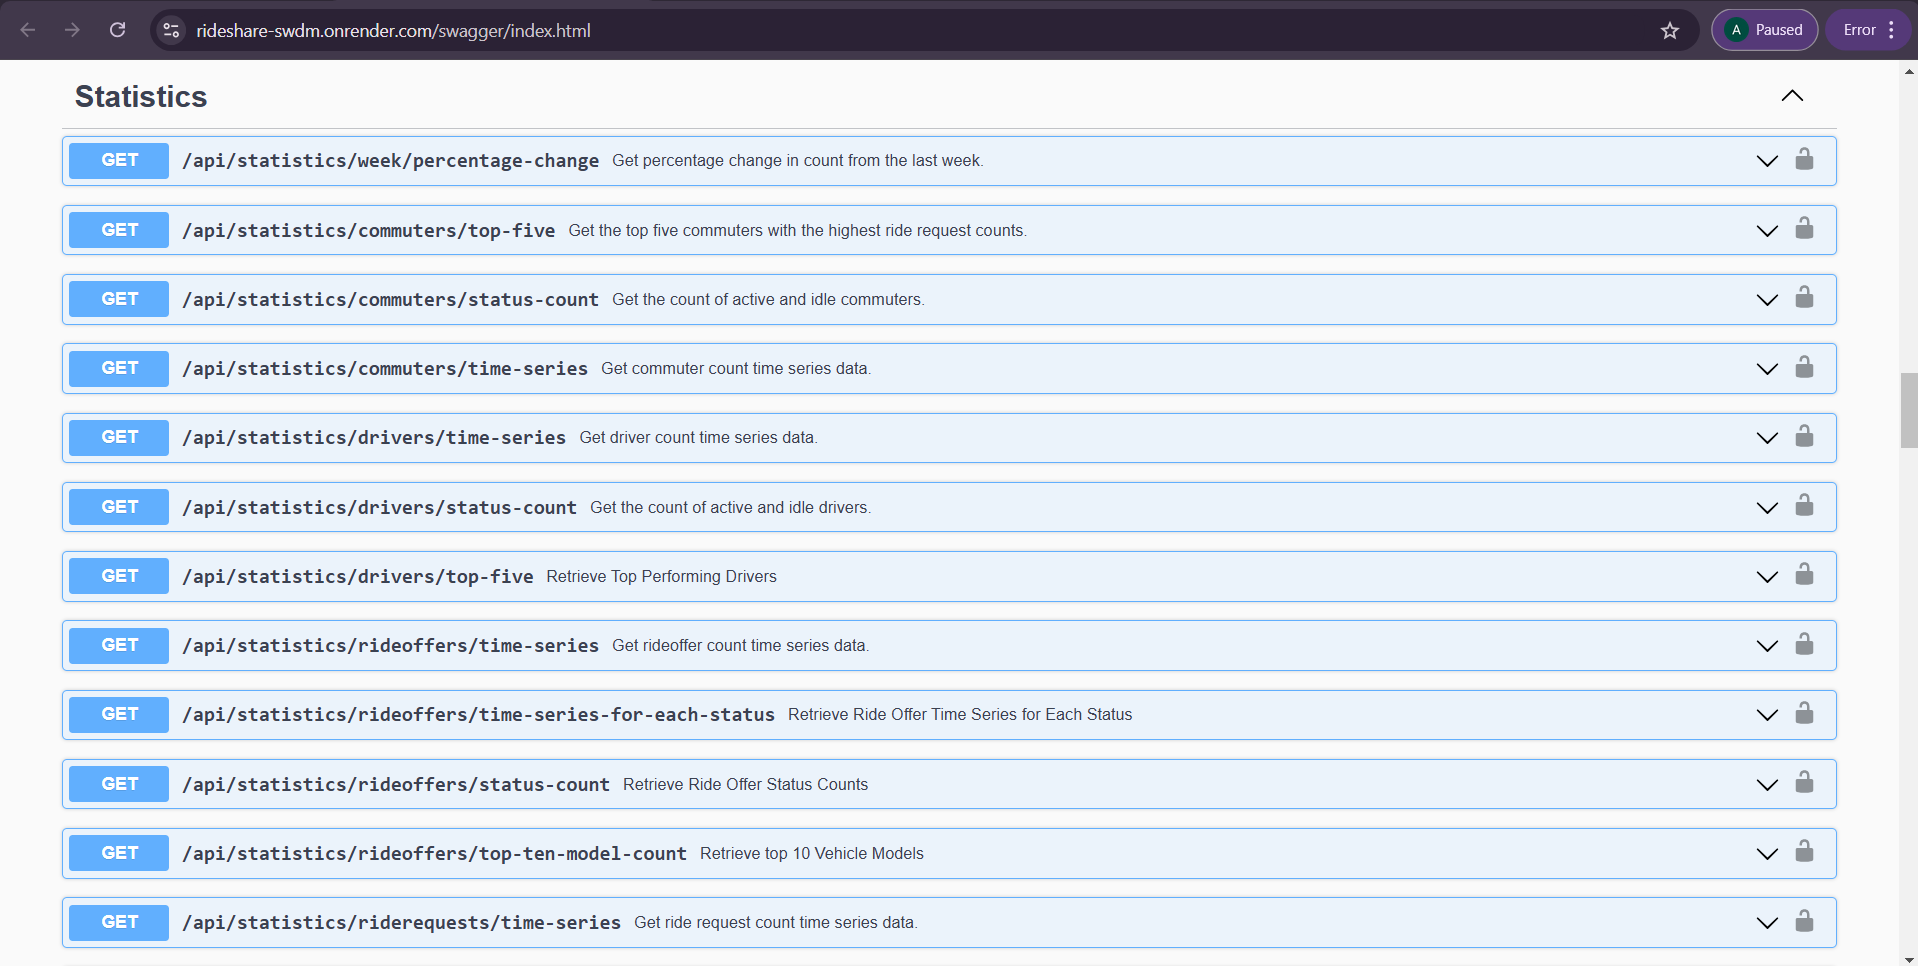 rideshare-swdm.onrender.com/swagger/index.html
A Paused
Error
Statistics
GET /api/statistics/week/percentage-change Get percentage change in count from the last week.
GET /api/statistics/commuters/top-five Get the top five commuters with the highest ride request counts.
GET /api/statistics/commuters/status-count Get the count of active and idle commuters.
GET /api/statistics/commuters/time-series Get commuter count time series data.
GET /api/statistics/drivers/time-series Get driver count time series data.
GET /api/statistics/drivers/status-count Get the count of active and idle drivers.
GET /api/statistics/drivers/top-five Retrieve Top Performing Drivers
GET /api/statistics/rideoffers/time-series Get rideoffer count time series data.
GET /api/statistics/rideoffers/time-series-for-each-status Retrieve Ride Offer Time Series for Each Status
GET /api/statistics/rideoffers/status-count Retrieve Ride Offer Status Counts
GET /api/statistics/rideoffers/top-ten-model-count Retrieve top 10 Vehicle Models
GET /api/statistics/riderequests/time-series Get ride request count time series data.